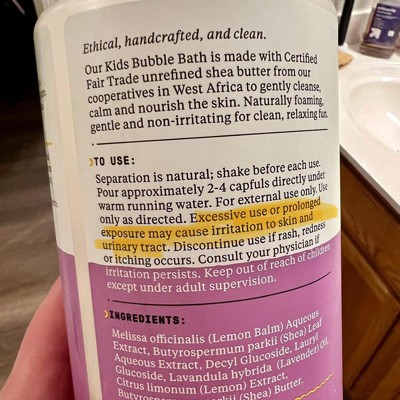 Ethical, handcrafted, and clean.
Our Kids Bubble Bath is made with Certified
Fair Trade unrefined shea butter from our
cooperatives in West Africa to gently cleanse,
calm and nourish the skin. Naturally foaming,
gentle and non-irritating for clean, relaxing fun.
TO USE:
Separation is natural; shake before each use.
Pour approximately 2-4 capfuls directly under
warm running water. For external use only. Use
only as directed. Excessive use or prolonged
exposure may cause irritation to skin and
urinary tract. Discontinue use if rash, redness
or itching occurs. Consult your physician if
irritation persists. Keep out of reach of children
except under adult supervision.
INGREDIENTS:
Melissa officinalis (Lemon Balm) Aqueous
Extract, Butyrospermum parkii (Shea) Leaf
Aqueous Extract, Decyl Glucoside, Lauryl
Glucoside, Lavandula hybrida (Lavender) Oil,
Citrus limonum (Lemon) Extract,
Butyrospermum parkii (Shea) Butter.